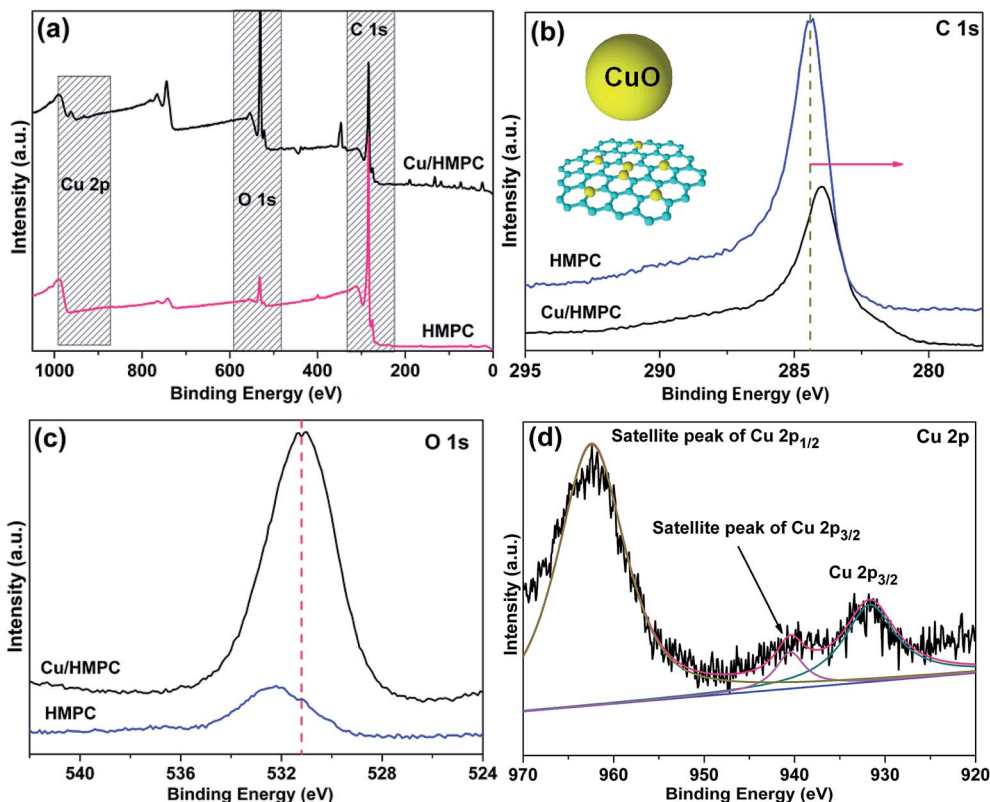 (a)
C 1s
Cu 2p
O 1s
Cu/HMPC
HMPC
Intensity (a.u.)
1000 800 600 400 200 0
Binding Energy (eV)
(b)
C 1s
CuO
HMPC
Cu/HMPC
Intensity (a.u.)
295 290 285 280
Binding Energy (eV)
(c)
O 1s
Cu/HMPC
HMPC
Intensity (a.u.)
540 536 532 528 524
Binding Energy (eV)
(d)
Satellite peak of Cu 2p1/2
Cu 2p
Satellite peak of Cu 2p3/2
Cu 2p3/2
Intensity (a.u.)
970 960 950 940 930 920
Binding Energy (eV)